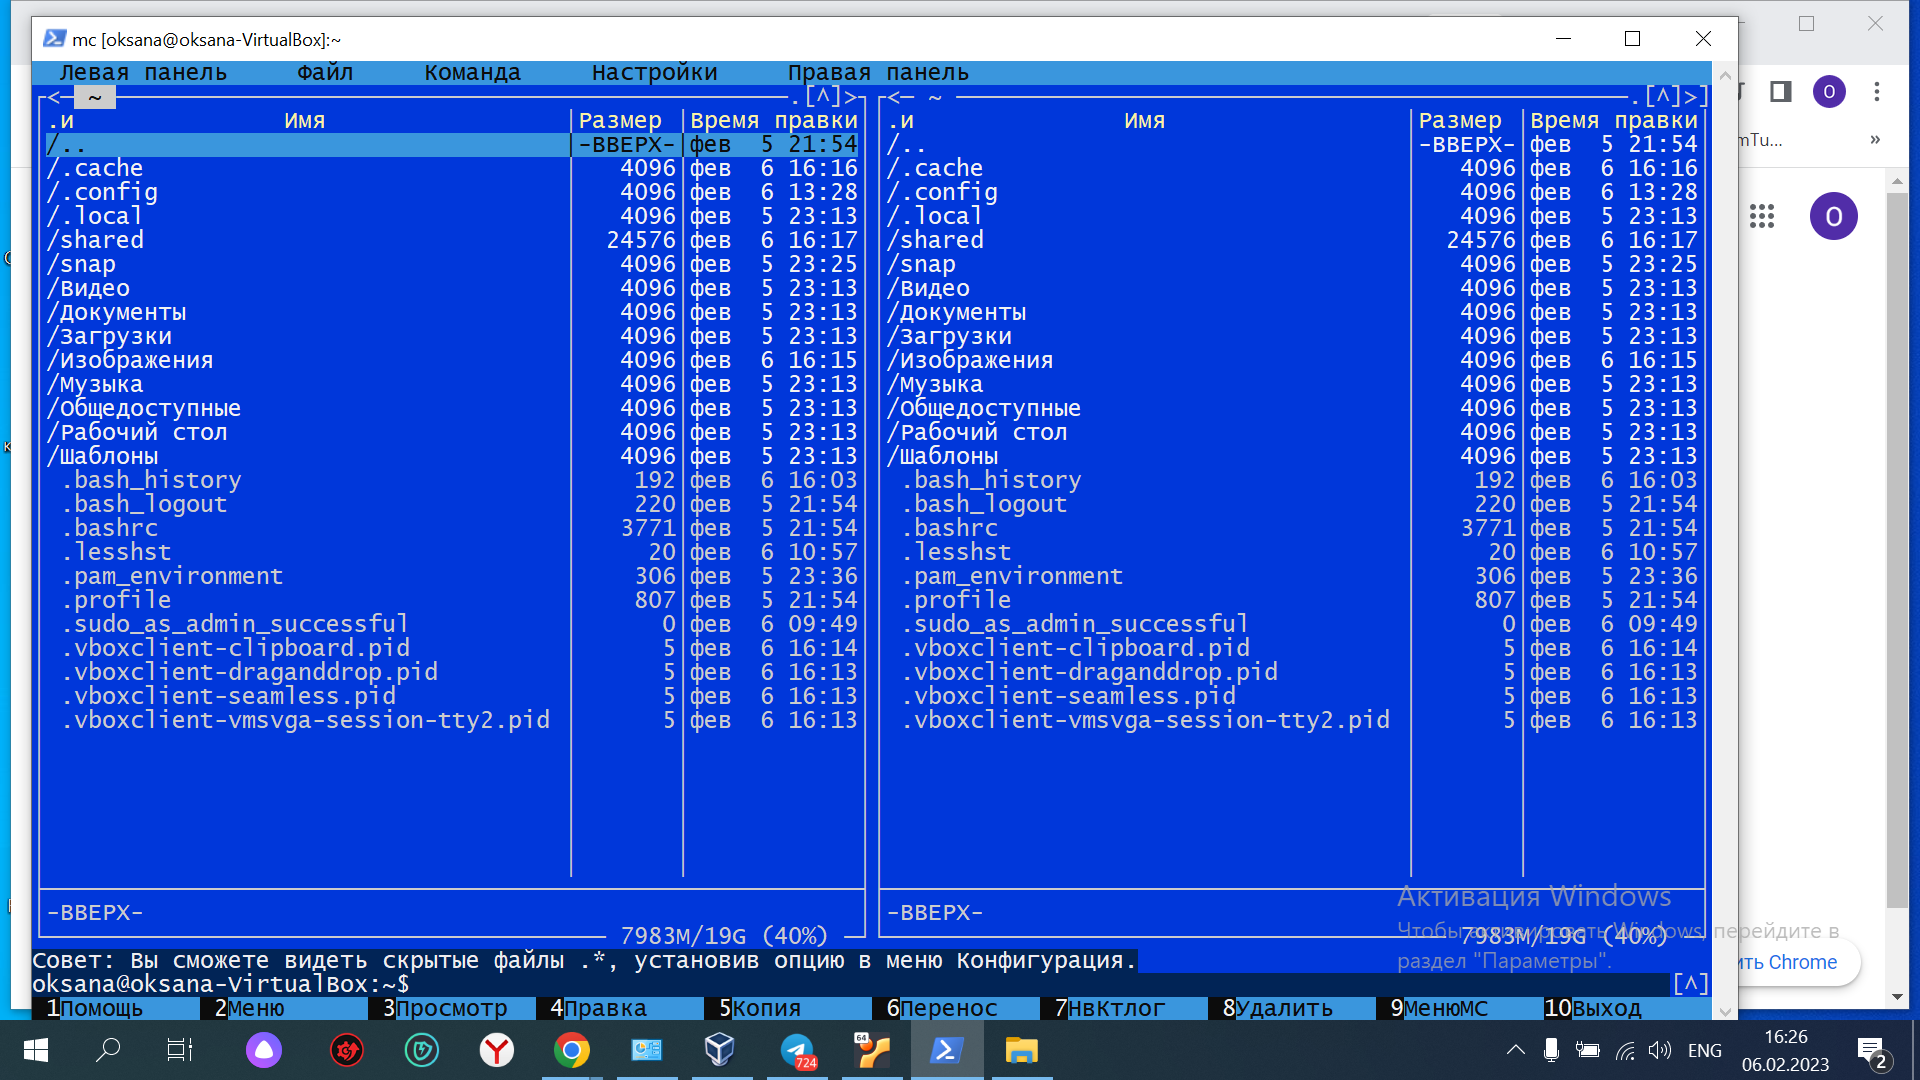 mc [oksana@oksana-VirtualBox]:~
Левая панель Файл Команда Настройки Правая панель
<─ ~ .[^]> <─ ~ .[^]>
.и Имя Размер Время правки .и Имя Размер Время правки
/.. -ВВЕРХ- фев 5 21:54 /.. -ВВЕРХ- фев 5 21:54
/.cache 4096 фев 6 16:16 /.cache 4096 фев 6 16:16
/.config 4096 фев 6 13:28 /.config 4096 фев 6 13:28
/.local 4096 фев 5 23:13 /.local 4096 фев 5 23:13
/shared 24576 фев 6 16:17 /shared 24576 фев 6 16:17
/snap 4096 фев 5 23:25 /snap 4096 фев 5 23:25
/Видео 4096 фев 5 23:13 /Видео 4096 фев 5 23:13
/Документы 4096 фев 5 23:13 /Документы 4096 фев 5 23:13
/Загрузки 4096 фев 5 23:13 /Загрузки 4096 фев 5 23:13
/Изображения 4096 фев 6 16:15 /Изображения 4096 фев 6 16:15
/Музыка 4096 фев 5 23:13 /Музыка 4096 фев 5 23:13
/Общедоступные 4096 фев 5 23:13 /Общедоступные 4096 фев 5 23:13
/Рабочий стол 4096 фев 5 23:13 /Рабочий стол 4096 фев 5 23:13
/Шаблоны 4096 фев 5 23:13 /Шаблоны 4096 фев 5 23:13
.bash_history 192 фев 6 16:03 .bash_history 192 фев 6 16:03
.bash_logout 220 фев 5 21:54 .bash_logout 220 фев 5 21:54
.bashrc 3771 фев 5 21:54 .bashrc 3771 фев 5 21:54
.lesshst 20 фев 6 10:57 .lesshst 20 фев 6 10:57
.pam_environment 306 фев 5 23:36 .pam_environment 306 фев 5 23:36
.profile 807 фев 5 21:54 .profile 807 фев 5 21:54
.sudo_as_admin_successful 0 фев 6 09:49 .sudo_as_admin_successful 0 фев 6 09:49
.vboxclient-clipboard.pid 5 фев 6 16:14 .vboxclient-clipboard.pid 5 фев 6 16:14
.vboxclient-draganddrop.pid 5 фев 6 16:13 .vboxclient-draganddrop.pid 5 фев 6 16:13
.vboxclient-seamless.pid 5 фев 6 16:13 .vboxclient-seamless.pid 5 фев 6 16:13
.vboxclient-vmsvga-session-tty2.pid 5 фев 6 16:13 .vboxclient-vmsvga-session-tty2.pid 5 фев 6 16:13
-ВВЕРХ- -ВВЕРХ-
7983M/19G (40%) 7983M/19G (40%)
Совет: Вы сможете видеть скрытые файлы .*, установив опцию в меню Конфигурация.
oksana@oksana-VirtualBox:~$ [^]
1Помощь 2Меню 3Просмотр 4Правка 5Копия 6Перенос 7НвКтлог 8Удалить 9МенюМС 10Выход
O
mTu... »
O
Активация Windows
Чтобы активировать Windows, перейдите в
раздел "Параметры".
ить Chrome
724
64
ENG
16:26
06.02.2023
2